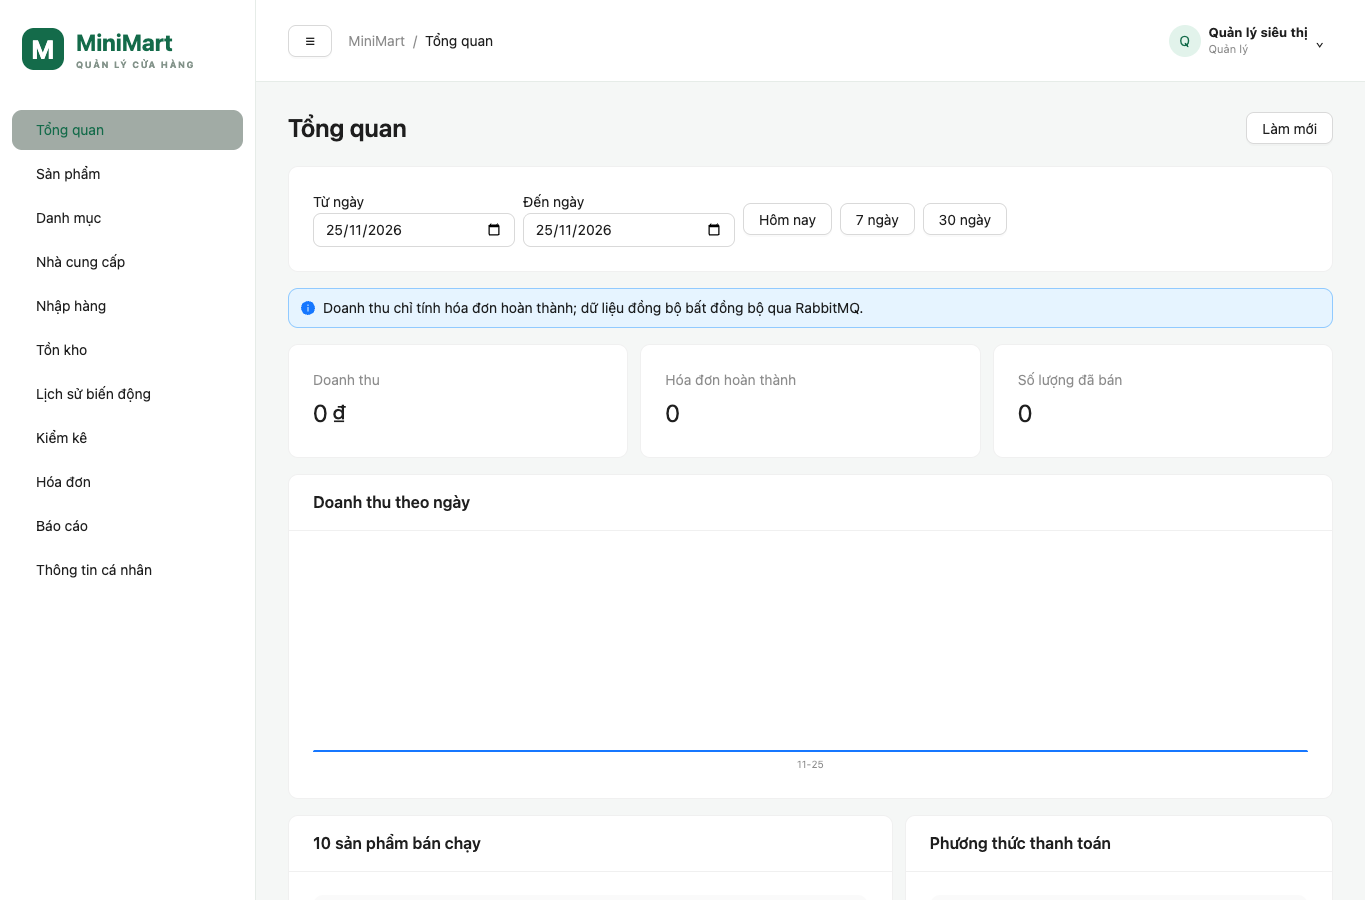 M
MiniMart
QUẢN LÝ CỬA HÀNG
Tổng quan
Sản phẩm
Danh mục
Nhà cung cấp
Nhập hàng
Tồn kho
Lịch sử biến động
Kiểm kê
Hóa đơn
Báo cáo
Thông tin cá nhân
MiniMart / Tổng quan
Q
Quản lý siêu thị
Quản lý
Tổng quan
Làm mới
Từ ngày
25/11/2026
Đến ngày
25/11/2026
Hôm nay
7 ngày
30 ngày
Doanh thu chỉ tính hóa đơn hoàn thành; dữ liệu đồng bộ bất đồng bộ qua RabbitMQ.
Doanh thu
0 ₫
Hóa đơn hoàn thành
0
Số lượng đã bán
0
Doanh thu theo ngày
11-25
10 sản phẩm bán chạy
Phương thức thanh toán